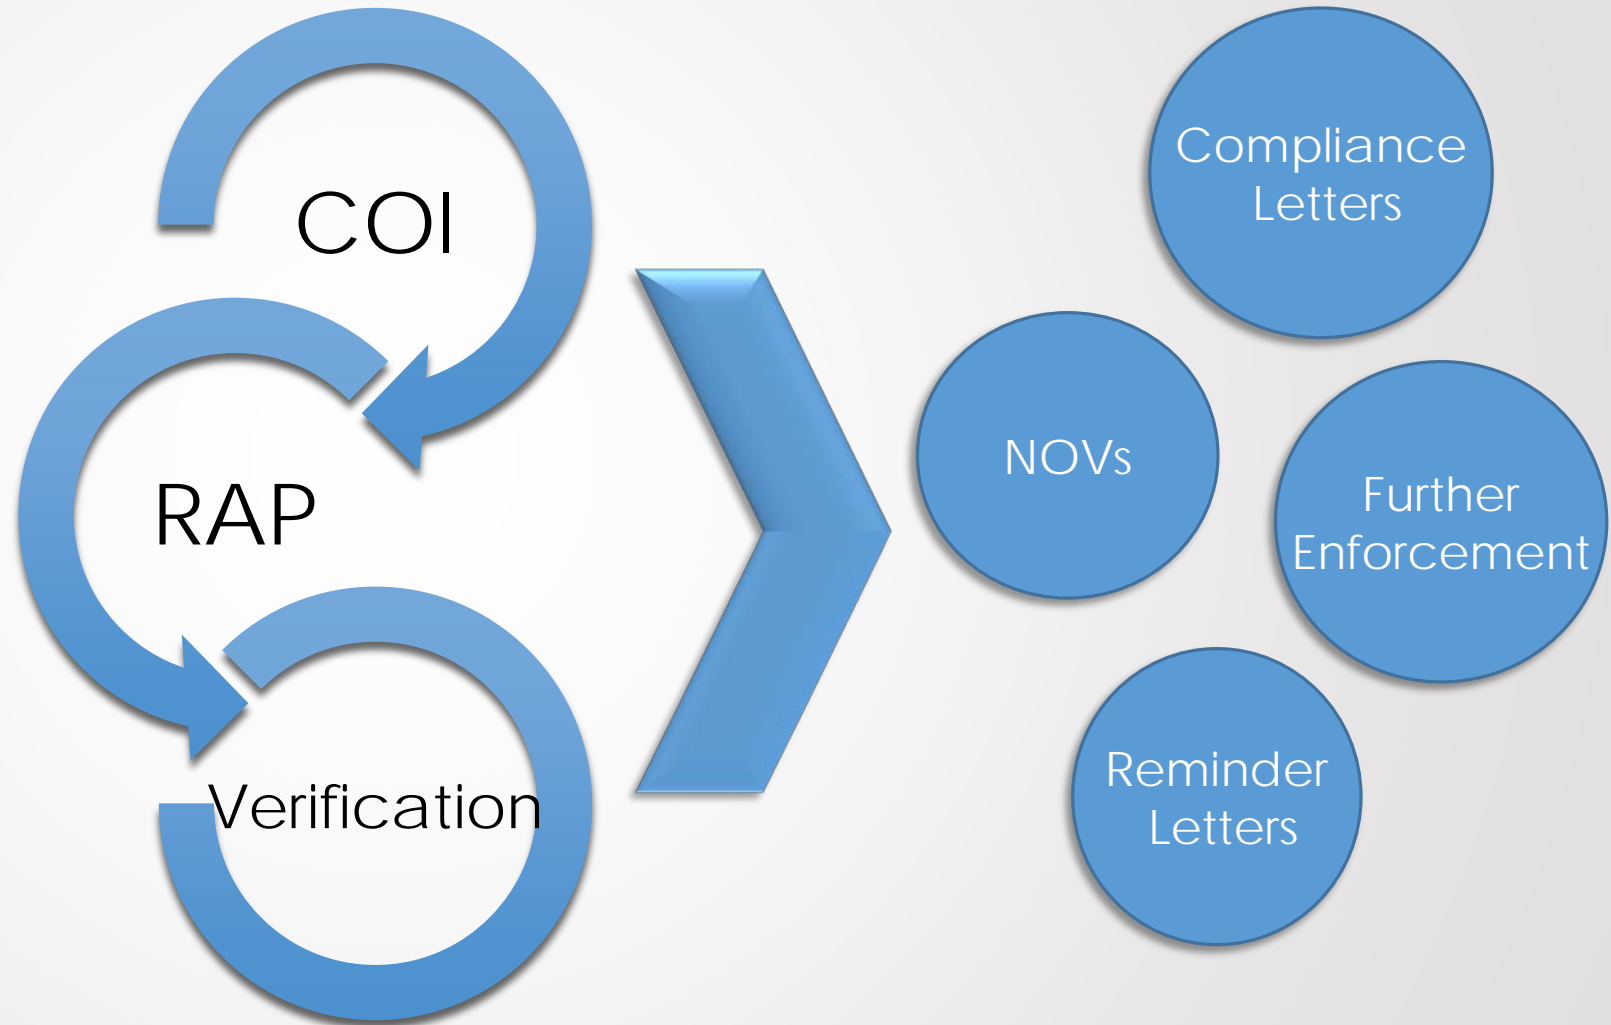 COI
RAP
Verification
Compliance
Letters
NOVs
Further
Enforcement
Reminder
Letters